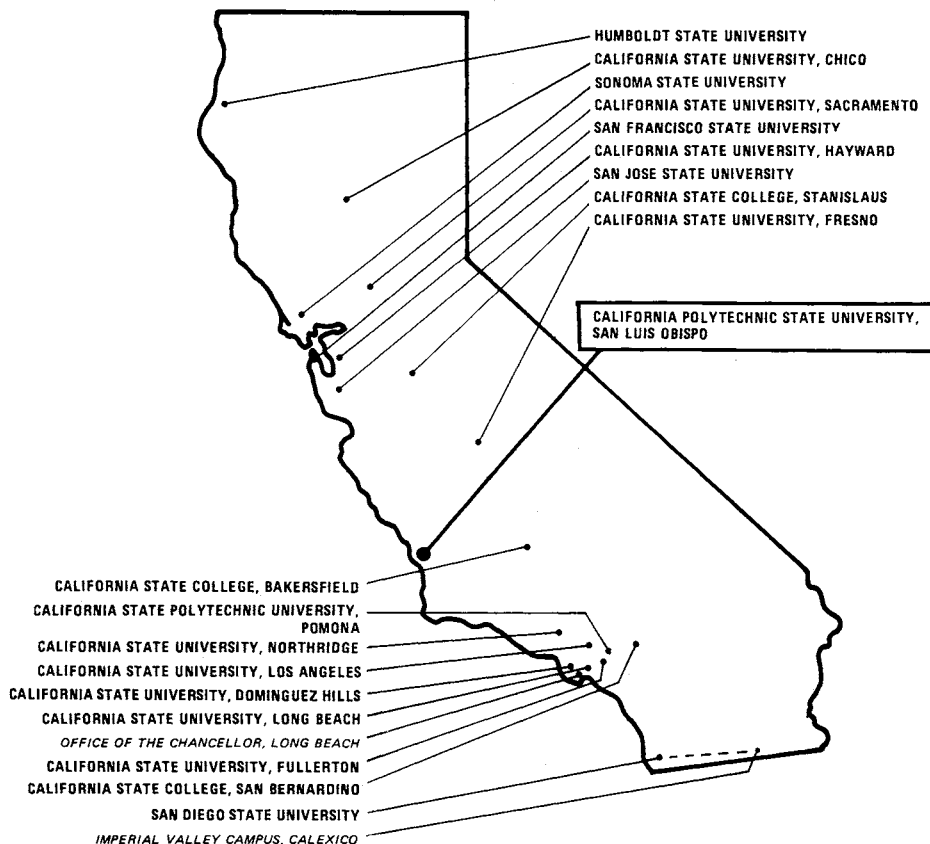 HUMBOLDT STATE UNIVERSITY
CALIFORNIA STATE UNIVERSITY, CHICO
SONOMA STATE UNIVERSITY
CALIFORNIA STATE UNIVERSITY, SACRAMENTO
SAN FRANCISCO STATE UNIVERSITY
CALIFORNIA STATE UNIVERSITY, HAYWARD
SAN JOSE STATE UNIVERSITY
CALIFORNIA STATE COLLEGE, STANISLAUS
CALIFORNIA STATE UNIVERSITY, FRESNO
CALIFORNIA POLYTECHNIC STATE UNIVERSITY,
SAN LUIS OBISPO
CALIFORNIA STATE COLLEGE, BAKERSFIELD
CALIFORNIA STATE POLYTECHNIC UNIVERSITY,
POMONA
CALIFORNIA STATE UNIVERSITY, NORTHRIDGE
CALIFORNIA STATE UNIVERSITY, LOS ANGELES
CALIFORNIA STATE UNIVERSITY, DOMINGUEZ HILLS
CALIFORNIA STATE UNIVERSITY, LONG BEACH
OFFICE OF THE CHANCELLOR, LONG BEACH
CALIFORNIA STATE UNIVERSITY, FULLERTON
CALIFORNIA STATE COLLEGE, SAN BERNARDINO
SAN DIEGO STATE UNIVERSITY
IMPERIAL VALLEY CAMPUS, CALEXICO